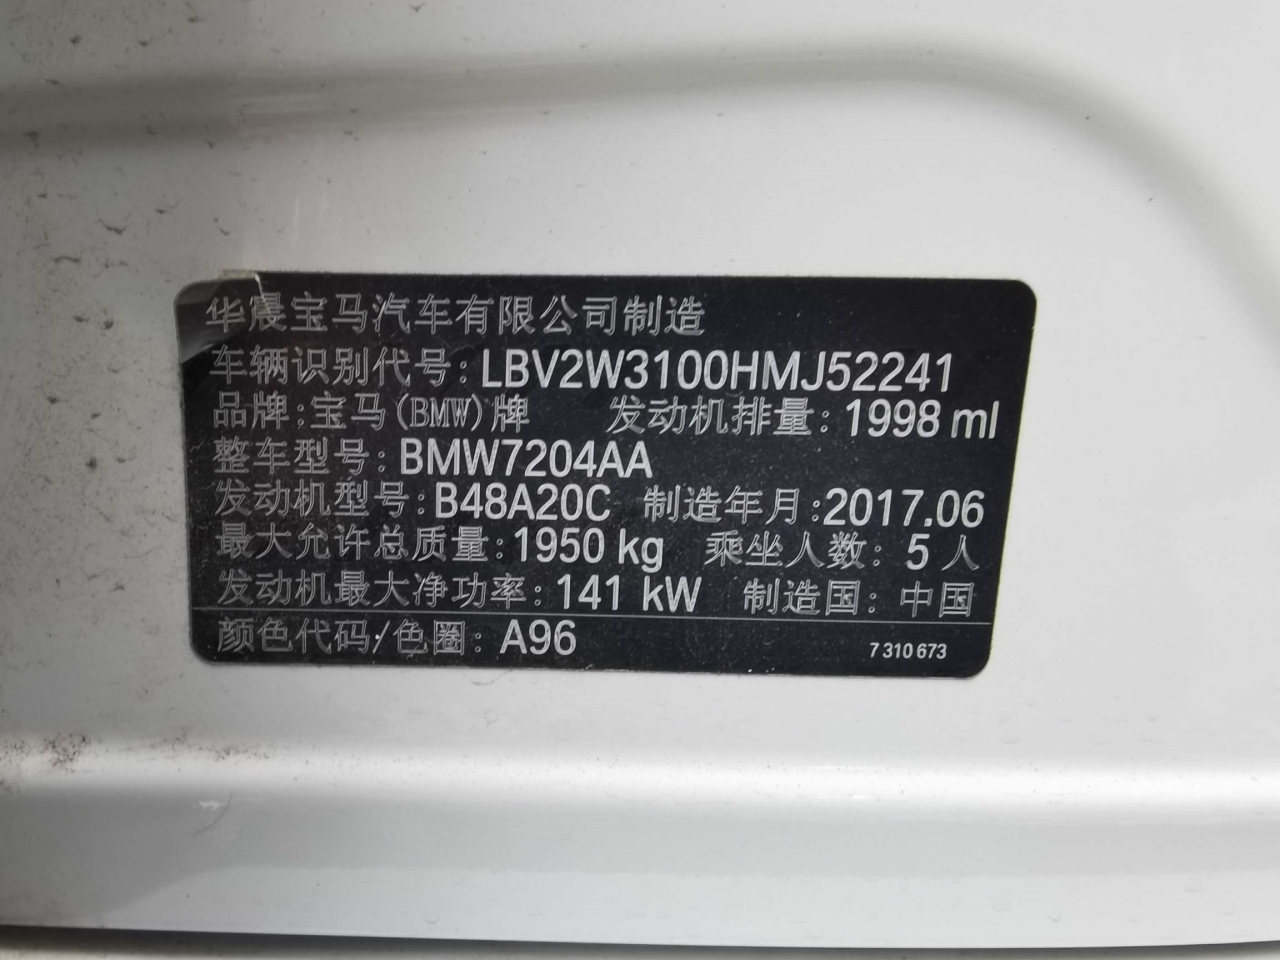 华晨宝马汽车有限公司制造
车辆识别代号: LBV2W3100HMJ52241
品牌:宝马(BMW)牌 发动机排量: 1998 ml
整车型号: BMW7204AA
发动机型号: B48A20C 制造年月:2017.06
最大允许总质量: 1950 kg 乘坐人数: 5 人
发动机最大净功率: 141 kW 制造国: 中国
颜色代码/色圈: A96 7 310 673